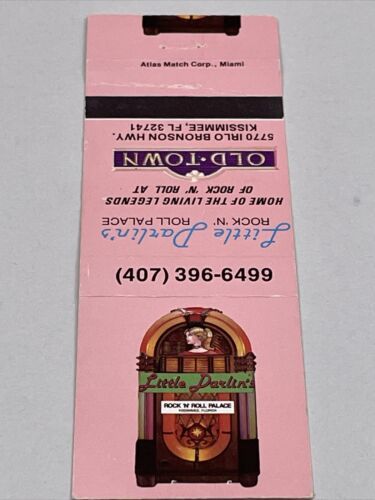 Atlas Match Corp., Miami
Little Darlin's
ROCK 'N' ROLL PALACE
HOME OF THE LIVING LEGENDS
OF ROCK 'N' ROLL AT
OLD·TOWN
5770 IRLO BRONSON HWY.
KISSIMMEE, FL 32741
(407) 396-6499
Little Darlin's
ROCK 'N' ROLL PALACE
KISSIMMEE, FLORIDA